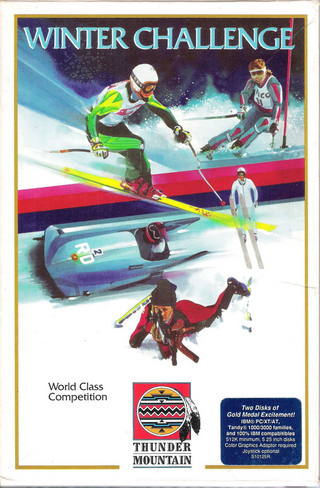 WINTER CHALLENGE
World Class
Competition
THUNDER
MOUNTAIN
Two Disks of
Gold Medal Excitement!
IBM® PC/XT/AT,
Tandy® 1000/3000 families,
and 100% IBM compatibitibles
512K minimum, 5.25 inch disks
Color Graphics Adaptor required
Joystick optional